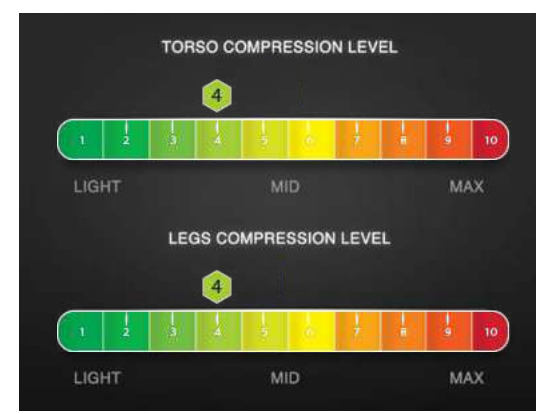 TORSO COMPRESSION LEVEL
4
1 2 3 4 5 6 7 8 9 10
LIGHT MID MAX
LEGS COMPRESSION LEVEL
4
1 2 3 4 5 6 7 8 9 10
LIGHT MID MAX